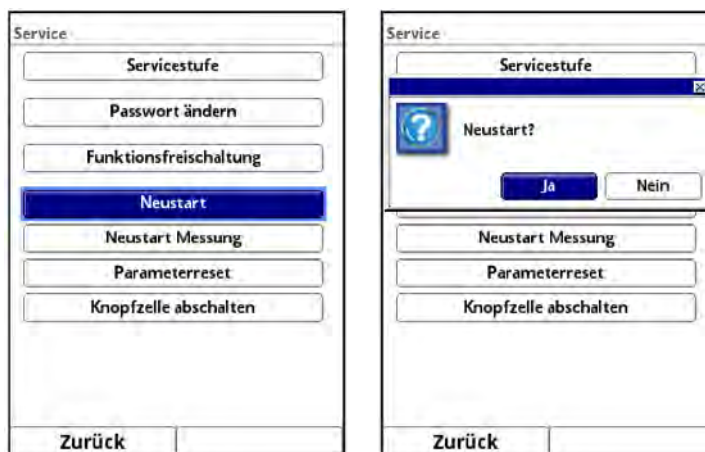 Service
Servicestufe
Passwort ändern
Funktionsfreischaltung
Neustart
Neustart Messung
Parameterreset
Knopfzelle abschalten
Zurück
Service
Servicestufe
Neustart?
Ja
Nein
Neustart Messung
Parameterreset
Knopfzelle abschalten
Zurück